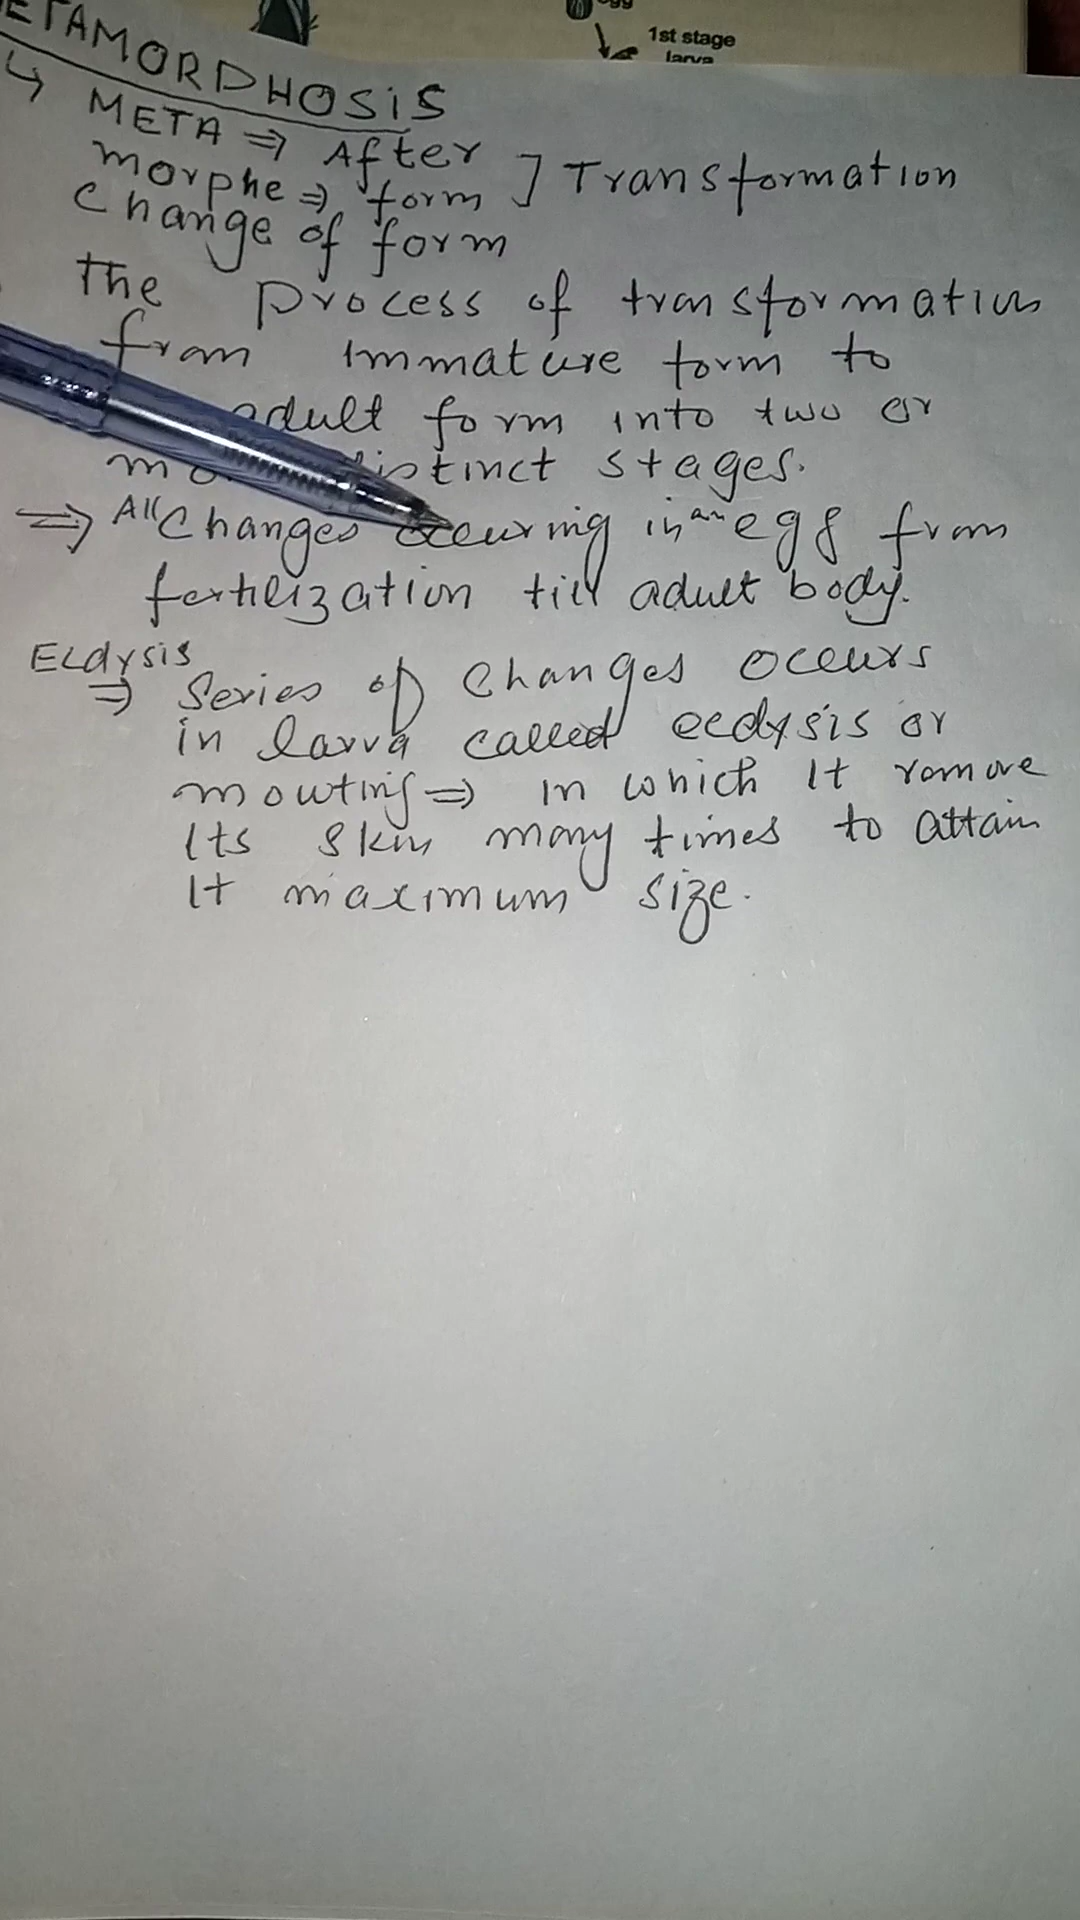 egg
1st stage
larva
ETAMORDHOSiS
↳ META ⇒ After
morphe ⇒ form ] Transformation
Change of form
The process of transformation
from Immature form to
adult form into two or
distinct stages.
⇒ All Changes occuring in an egg from
fertilization till adult body.
Ecdysis
⇒ Series of Changes occurs
in larva called ecdysis or
mowting ⇒ In which It romove
Its skin many times to attain
It maximum size.